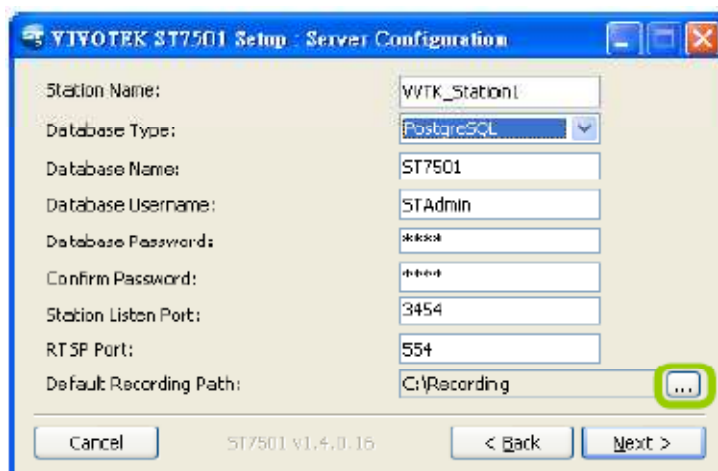 VIVOTEK ST7501 Setup : Server Configuration
Station Name: VVTK_Station1
Database Type: PostgreSQL
Database Name: ST7501
Database Username: STAdmin
Database Password: ****
Confirm Password: ****
Station Listen Port: 3454
RTSP Port: 554
Default Recording Path: C:\Recording ...
Cancel ST7501 v1.4.0.16 < Back Next >